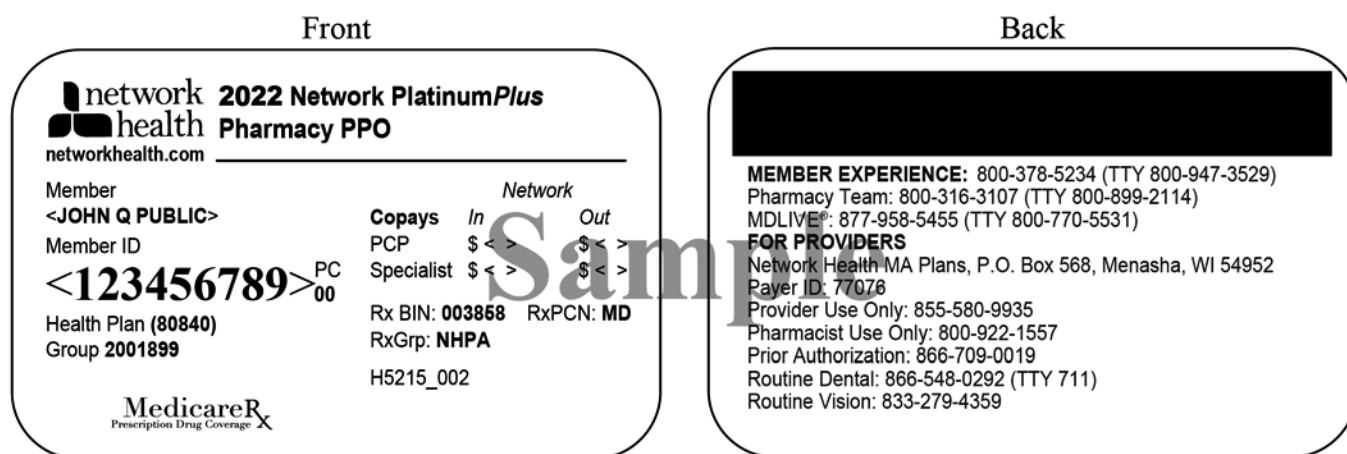 Front
network health
networkhealth.com
2022 Network PlatinumPlus
Pharmacy PPO
Member
<JOHN Q PUBLIC>
Member ID
<123456789> PC 00
Health Plan (80840)
Group 2001899
MedicareRx
Prescription Drug Coverage
Network
Copays In Out
PCP $ < > $ < >
Specialist $ < > $ < >
Rx BIN: 003858 RxPCN: MD
RxGrp: NHPA
H5215_002
Sample
Back
MEMBER EXPERIENCE: 800-378-5234 (TTY 800-947-3529)
Pharmacy Team: 800-316-3107 (TTY 800-899-2114)
MDLIVE®: 877-958-5455 (TTY 800-770-5531)
FOR PROVIDERS
Network Health MA Plans, P.O. Box 568, Menasha, WI 54952
Payer ID: 77076
Provider Use Only: 855-580-9935
Pharmacist Use Only: 800-922-1557
Prior Authorization: 866-709-0019
Routine Dental: 866-548-0292 (TTY 711)
Routine Vision: 833-279-4359